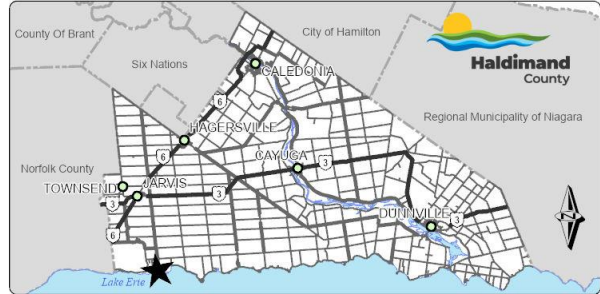 County Of Brant
City of Hamilton
Haldimand
County
Six Nations
CALEDONIA
6
Regional Municipality of Niagara
HAGERSVILLE
6
CAYUGA
3
Norfolk County
TOWNSEND
JARVIS
3
3
DUNNVILLE
3
6
Lake Erie
N